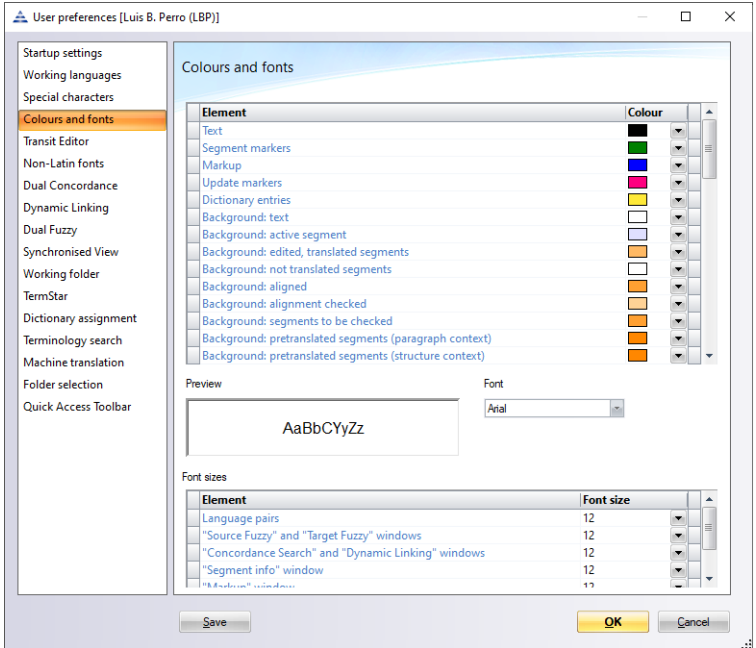 User preferences [Luis B. Perro (LBP)]
Startup settings
Working languages
Special characters
Colours and fonts
Transit Editor
Non-Latin fonts
Dual Concordance
Dynamic Linking
Dual Fuzzy
Synchronised View
Working folder
TermStar
Dictionary assignment
Terminology search
Machine translation
Folder selection
Quick Access Toolbar
Colours and fonts
Element Colour
Text
Segment markers
Markup
Update markers
Dictionary entries
Background: text
Background: active segment
Background: edited, translated segments
Background: not translated segments
Background: aligned
Background: alignment checked
Background: segments to be checked
Background: pretranslated segments (paragraph context)
Background: pretranslated segments (structure context)
Preview Font
AaBbCYyZz Arial
Font sizes
Element Font size
Language pairs 12
"Source Fuzzy" and "Target Fuzzy" windows 12
"Concordance Search" and "Dynamic Linking" windows 12
"Segment info" window 12
"Markup" window 12
Save OK Cancel